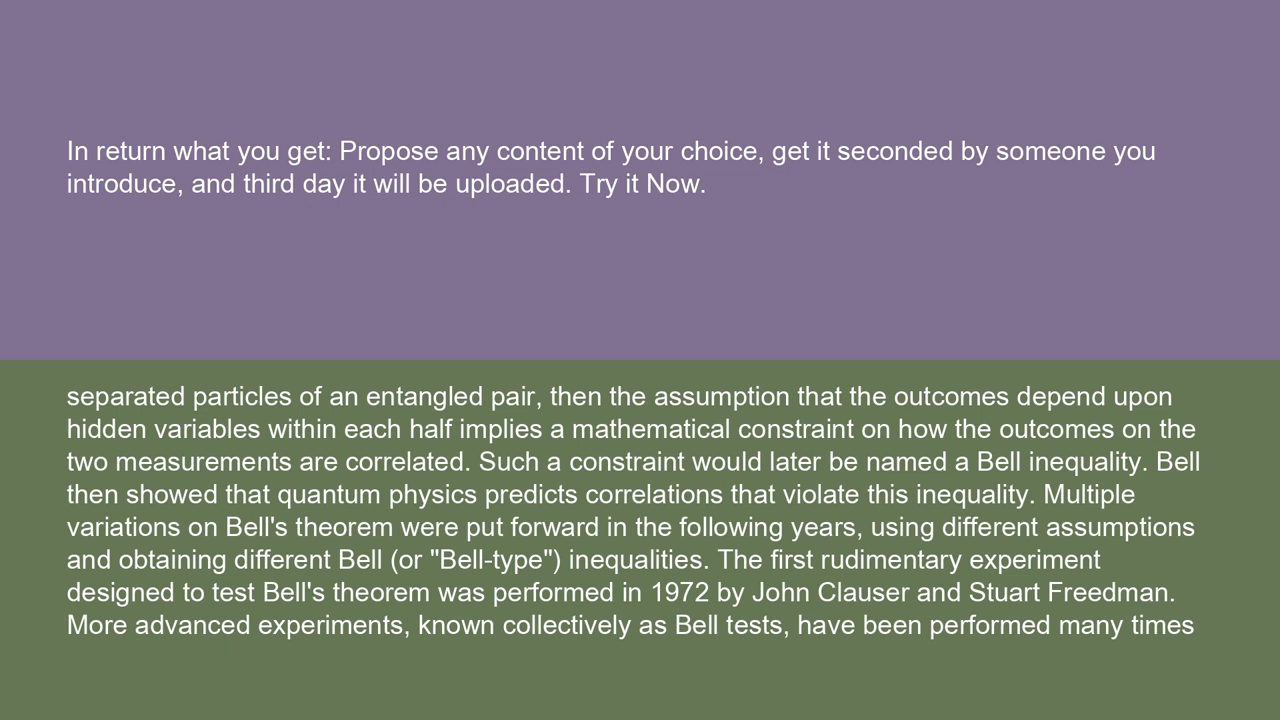 In return what you get: Propose any content of your choice, get it seconded by someone you
introduce, and third day it will be uploaded. Try it Now.
separated particles of an entangled pair, then the assumption that the outcomes depend upon
hidden variables within each half implies a mathematical constraint on how the outcomes on the
two measurements are correlated. Such a constraint would later be named a Bell inequality. Bell
then showed that quantum physics predicts correlations that violate this inequality. Multiple
variations on Bell's theorem were put forward in the following years, using different assumptions
and obtaining different Bell (or "Bell-type") inequalities. The first rudimentary experiment
designed to test Bell's theorem was performed in 1972 by John Clauser and Stuart Freedman.
More advanced experiments, known collectively as Bell tests, have been performed many times